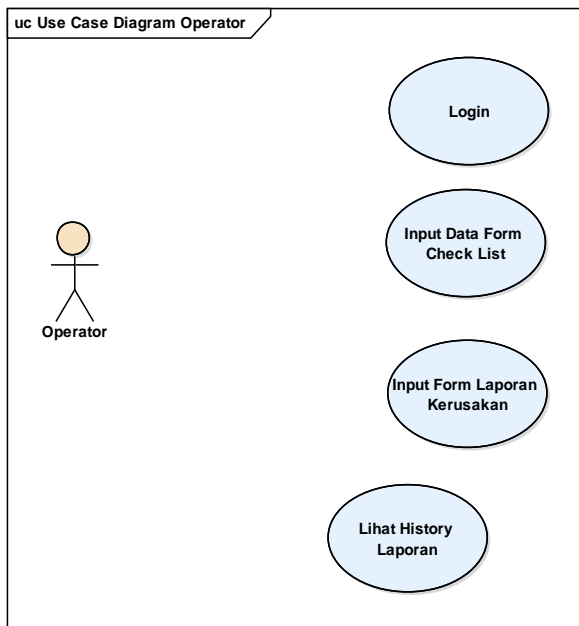 uc Use Case Diagram Operator
Login
Input Data Form
Check List
Operator
Input Form Laporan
Kerusakan
Lihat History
Laporan